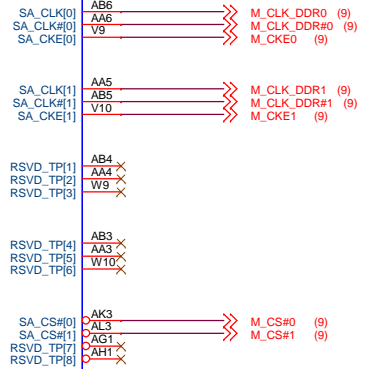 SA_CLK[0] AB6 M_CLK_DDR0 (9)
SA_CLK#[0] AA6 M_CLK_DDR#0 (9)
SA_CKE[0] V9 M_CKE0 (9)
SA_CLK[1] AA5 M_CLK_DDR1 (9)
SA_CLK#[1] AB5 M_CLK_DDR#1 (9)
SA_CKE[1] V10 M_CKE1 (9)
RSVD_TP[1] AB4
RSVD_TP[2] AA4
RSVD_TP[3] W9
RSVD_TP[4] AB3
RSVD_TP[5] AA3
RSVD_TP[6] W10
SA_CS#[0] AK3 M_CS#0 (9)
SA_CS#[1] AL3 M_CS#1 (9)
RSVD_TP[7] AG1
RSVD_TP[8] AH1